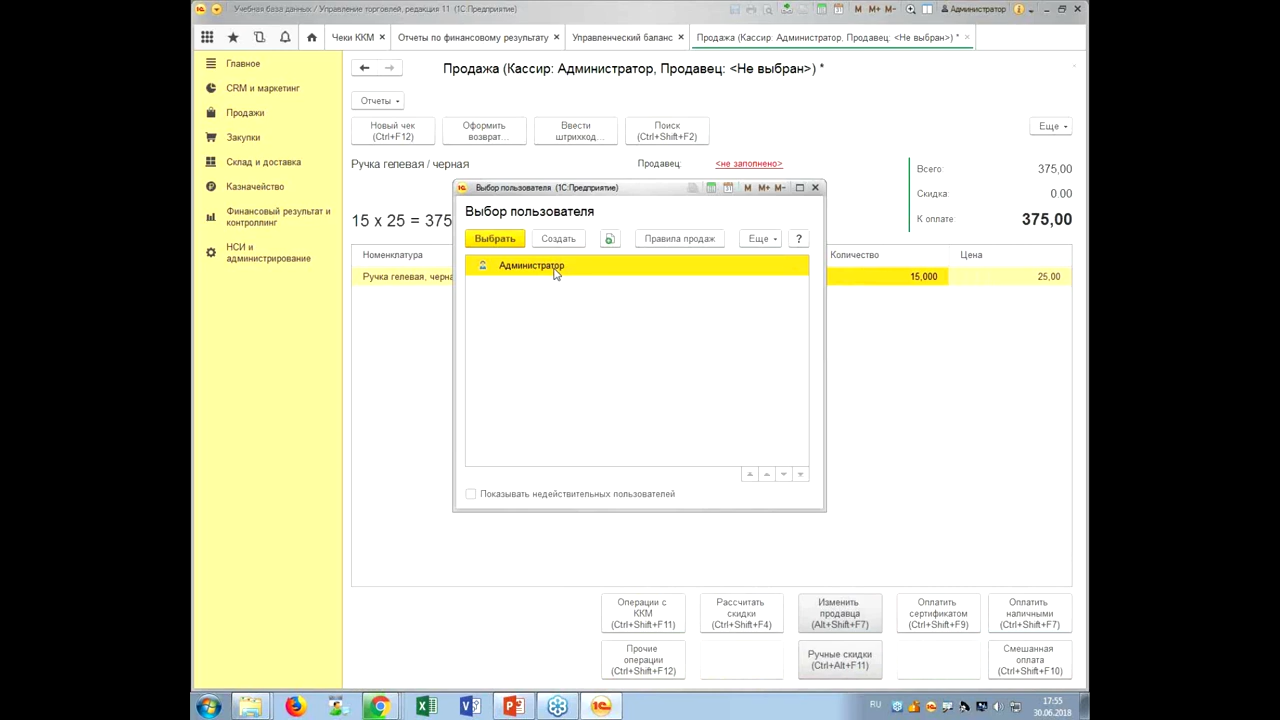 Учебная база данных / Управление торговлей, редакция 11 (1С:Предприятие)
M M+ M- Администратор
Чеки ККМ × Отчеты по финансовому результату × Управленческий баланс × Продажа (Кассир: Администратор, Продавец: <Не выбран>) * ×
Главное
CRM и маркетинг
Продажи
Закупки
Склад и доставка
Казначейство
Финансовый результат и
контроллинг
НСИ и
администрирование
Продажа (Кассир: Администратор, Продавец: <Не выбран>) *
Отчеты
Новый чек
(Ctrl+F12)
Оформить
возврат...
Ввести
штрихкод...
Поиск
(Ctrl+Shift+F2)
Еще
Ручка гелевая / черная
Продавец: <не заполнено>
15 x 25 = 375
Всего: 375,00
Скидка: 0.00
К оплате: 375,00
Номенклатура Количество Цена
Ручка гелевая, черна 15,000 25,00
Выбор пользователя (1С:Предприятие)
M M+ M-
Выбор пользователя
Выбрать Создать Правила продаж Еще ?
Администратор
Показывать недействительных пользователей
Операции с
ККМ
(Ctrl+Shift+F11)
Рассчитать
скидки
(Ctrl+Shift+F4)
Изменить
продавца
(Alt+Shift+F7)
Оплатить
сертификатом
(Ctrl+Shift+F9)
Оплатить
наличными
(Ctrl+Shift+F7)
Прочие
операции
(Ctrl+Shift+F12)
Ручные скидки
(Ctrl+Alt+F11)
Смешанная
оплата
(Ctrl+Shift+F10)
RU
17:55
30.06.2018